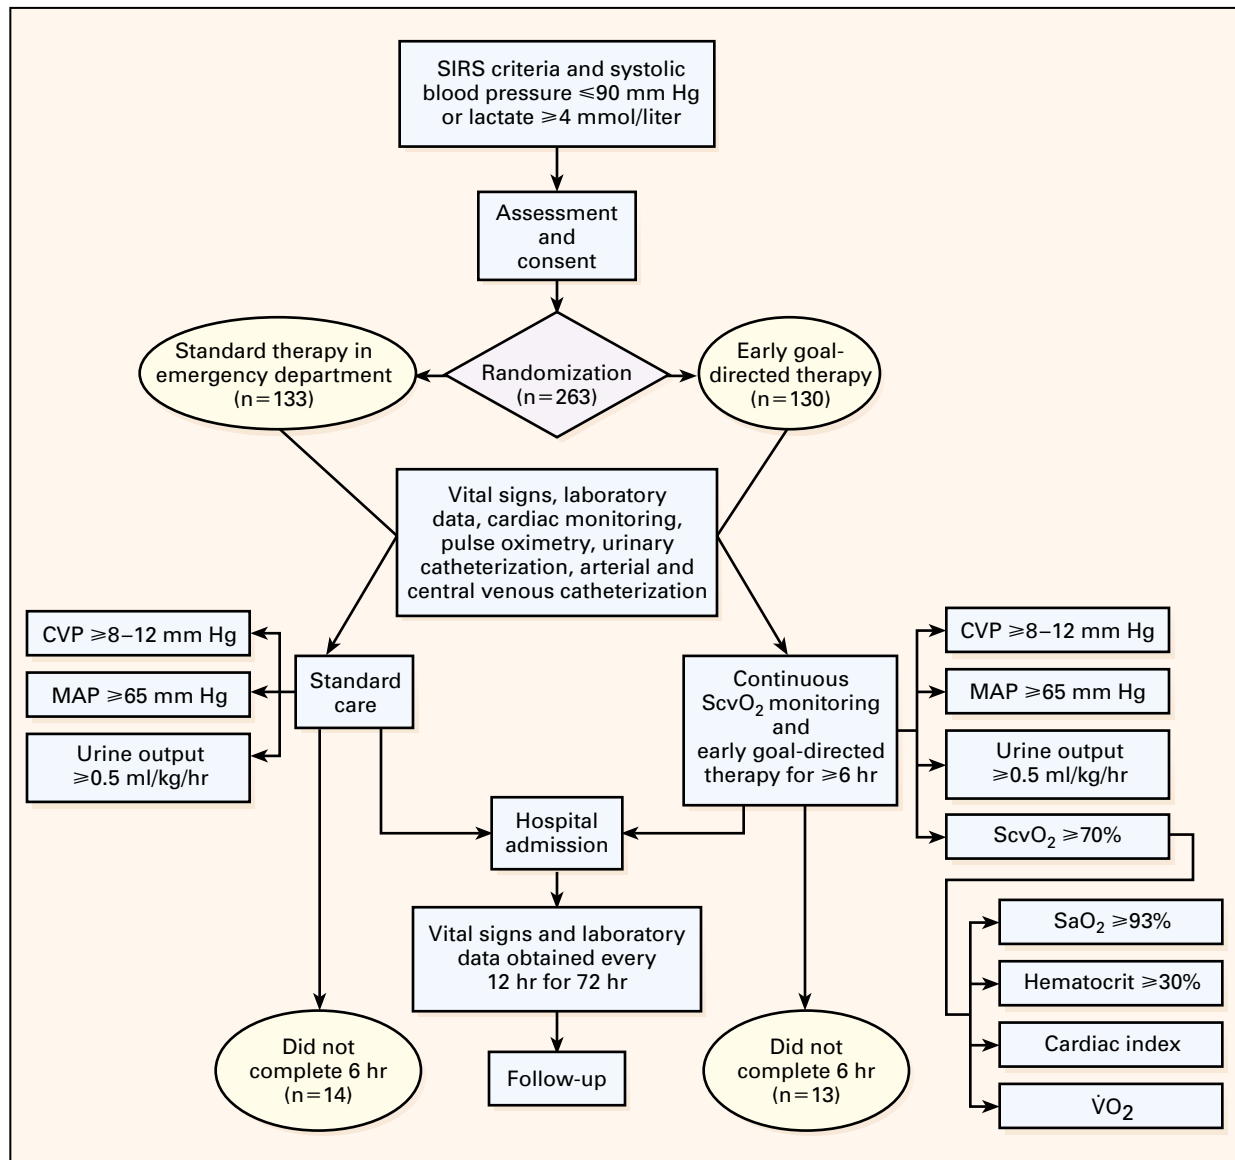 SIRS criteria and systolic
blood pressure ≤90 mm Hg
or lactate ≥4 mmol/liter
Assessment
and
consent
Standard therapy in
emergency department
(n=133)
Randomization
(n=263)
Early goal-
directed therapy
(n=130)
Vital signs, laboratory
data, cardiac monitoring,
pulse oximetry, urinary
catheterization, arterial and
central venous catheterization
CVP ≥8–12 mm Hg
MAP ≥65 mm Hg
Urine output
≥0.5 ml/kg/hr
Standard
care
Continuous
ScvO₂ monitoring
and
early goal-directed
therapy for ≥6 hr
CVP ≥8–12 mm Hg
MAP ≥65 mm Hg
Urine output
≥0.5 ml/kg/hr
ScvO₂ ≥70%
Hospital
admission
Vital signs and laboratory
data obtained every
12 hr for 72 hr
SaO₂ ≥93%
Hematocrit ≥30%
Cardiac index
V̇O₂
Did not
complete 6 hr
(n=14)
Follow-up
Did not
complete 6 hr
(n=13)